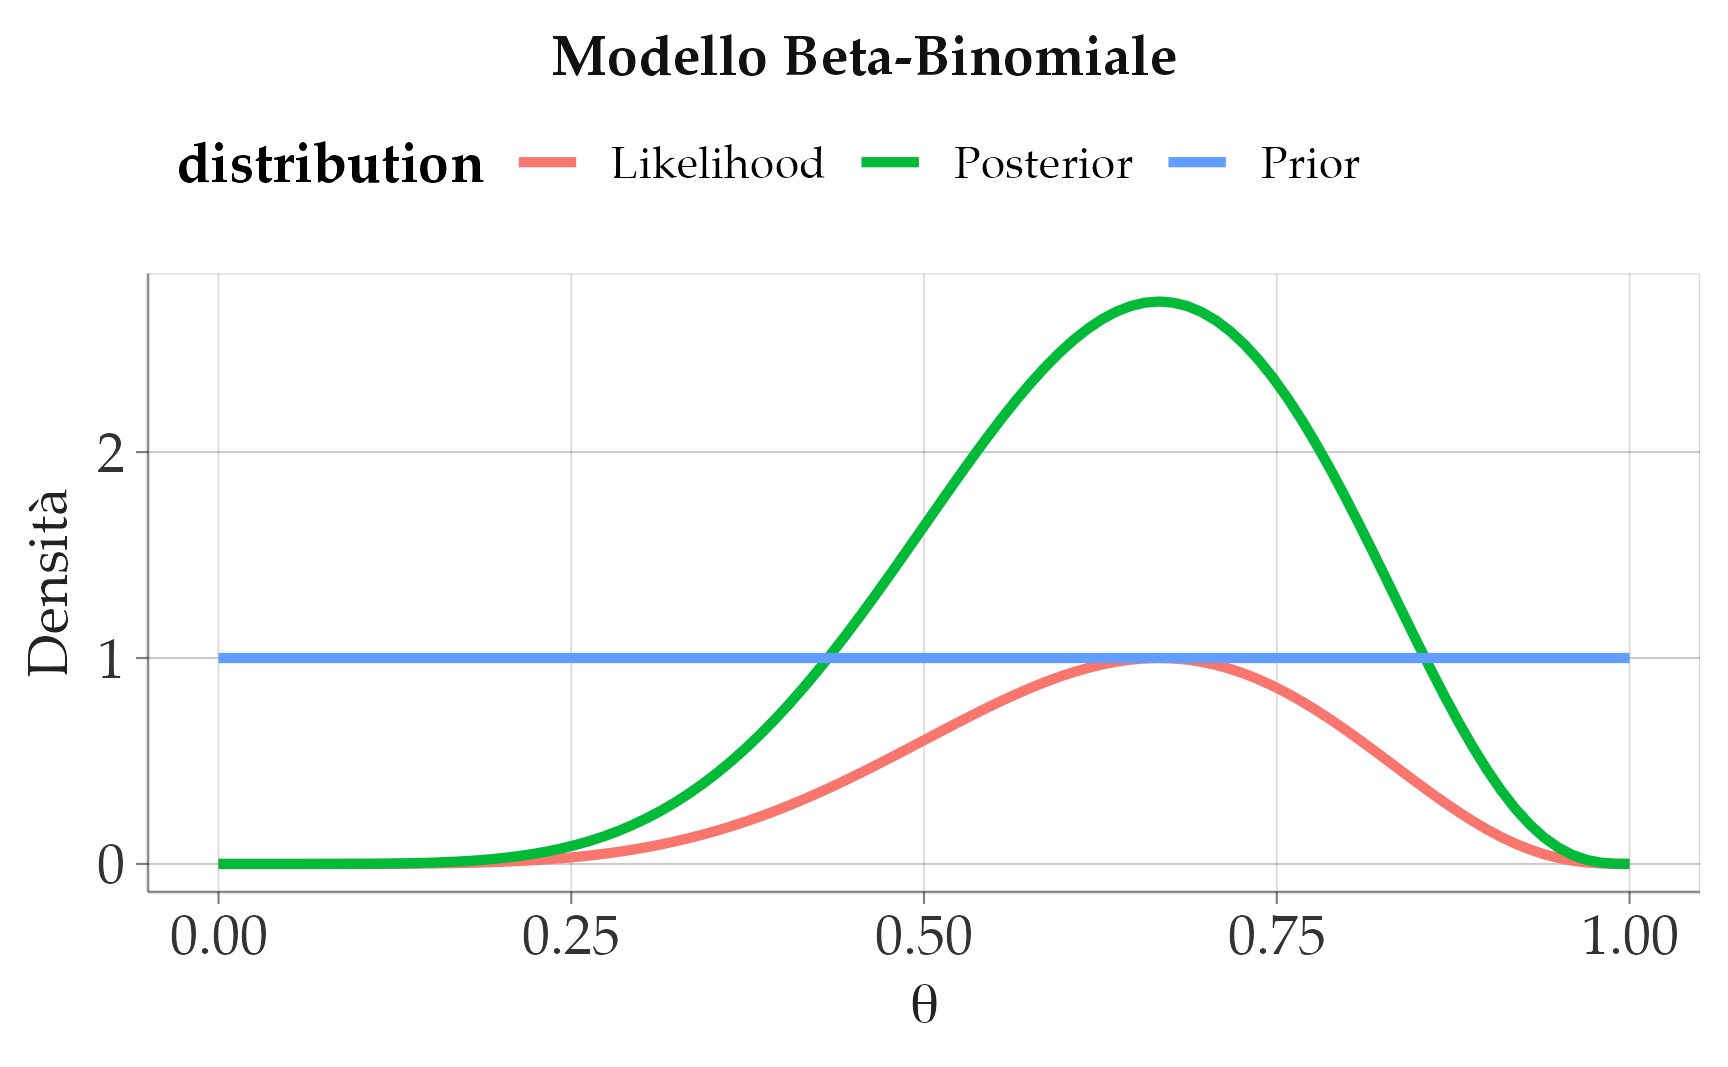 Modello Beta-Binomiale
distribution Likelihood Posterior Prior
Densità
2
1
0
0.00 0.25 0.50 0.75 1.00
θ